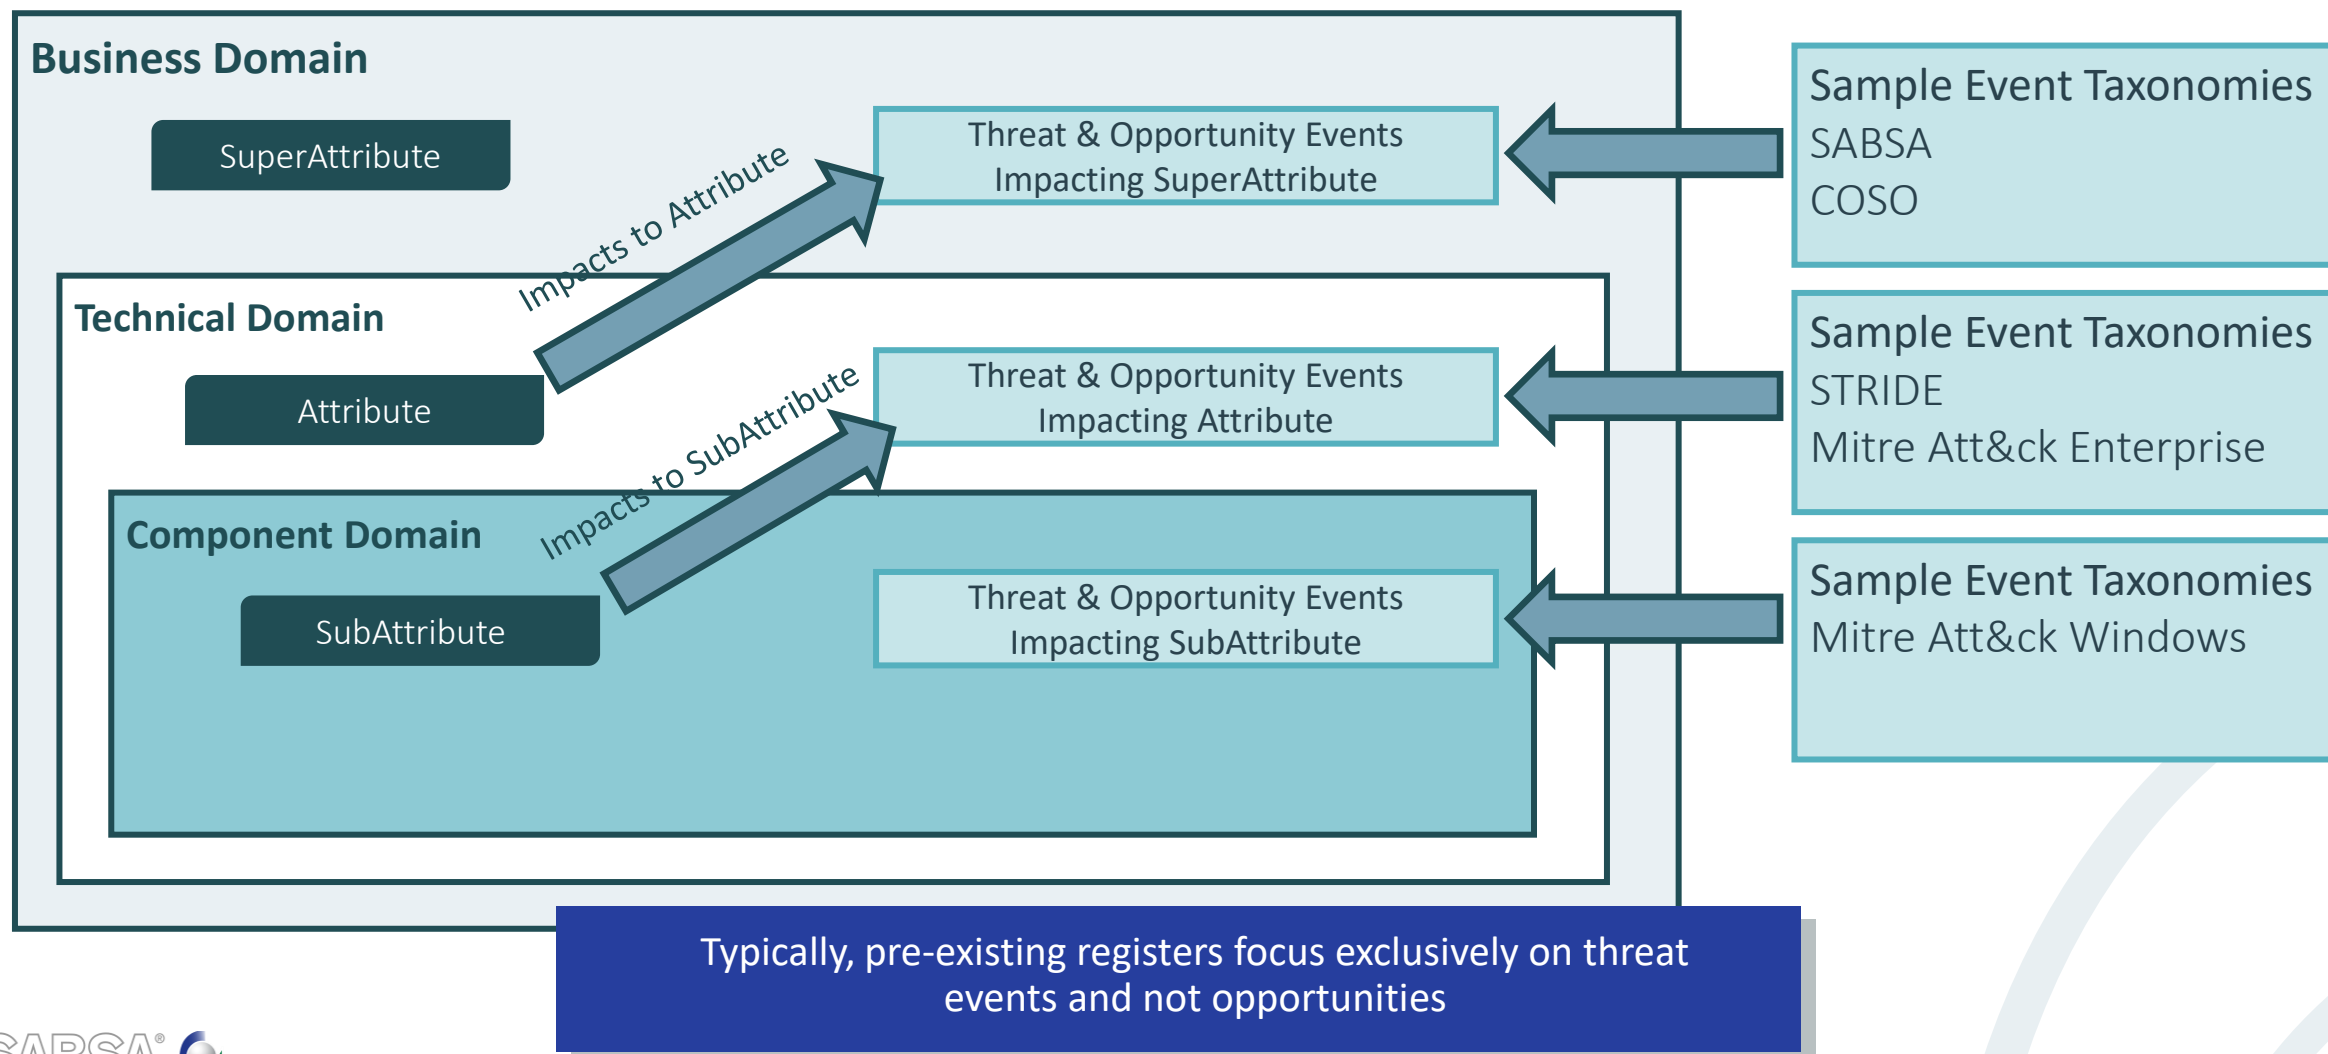 Business Domain
SuperAttribute
Impacts to Attribute
Threat & Opportunity Events
Impacting SuperAttribute
Sample Event Taxonomies
SABSA
COSO
Technical Domain
Attribute
Impacts to SubAttribute
Threat & Opportunity Events
Impacting Attribute
Sample Event Taxonomies
STRIDE
Mitre Att&ck Enterprise
Component Domain
SubAttribute
Threat & Opportunity Events
Impacting SubAttribute
Sample Event Taxonomies
Mitre Att&ck Windows
Typically, pre-existing registers focus exclusively on threat
events and not opportunities
SABSA®